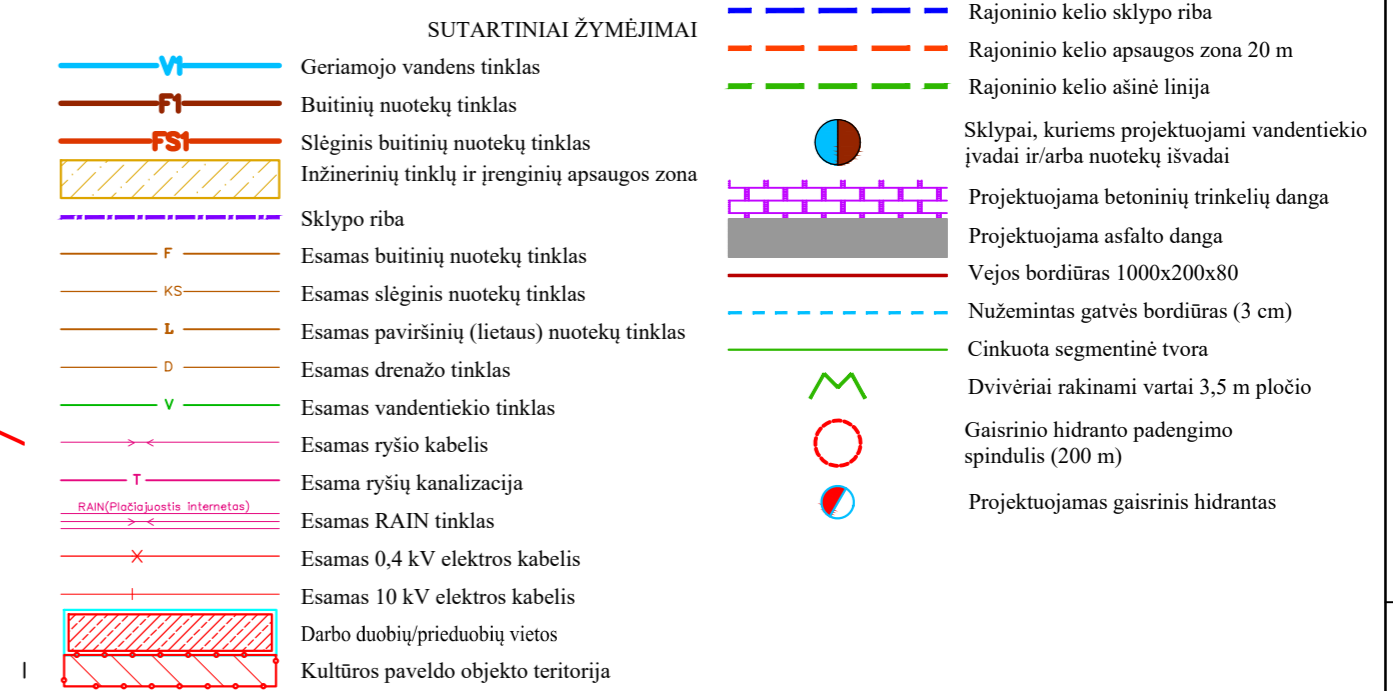 SUTARTINIAI ŽYMĖJIMAI
V1 Geriamojo vandens tinklas
F1 Buitinių nuotekų tinklas
FS1 Slėginis buitinių nuotekų tinklas
Inžinerinių tinklų ir įrenginių apsaugos zona
Sklypo riba
F Esamas buitinių nuotekų tinklas
KS Esamas slėginis nuotekų tinklas
L Esamas paviršinių (lietaus) nuotekų tinklas
D Esamas drenažo tinklas
V Esamas vandentiekio tinklas
Esamas ryšio kabelis
T Esama ryšių kanalizacija
RAIN(Plačiajuostis internetas)
Esamas RAIN tinklas
Esamas 0,4 kV elektros kabelis
Esamas 10 kV elektros kabelis
Darbo duobių/prieduobių vietos
Kultūros paveldo objekto teritorija
Rajoninio kelio sklypo riba
Rajoninio kelio apsaugos zona 20 m
Rajoninio kelio ašinė linija
Sklypai, kuriems projektuojami vandentiekio
įvadai ir/arba nuotekų išvadai
Projektuojama betoninių trinkelių danga
Projektuojama asfalto danga
Vejos bordiūras 1000x200x80
Nužemintas gatvės bordiūras (3 cm)
Cinkuota segmentinė tvora
Dvivėriai rakinami vartai 3,5 m pločio
Gaisrinio hidranto padengimo
spindulis (200 m)
Projektuojamas gaisrinis hidrantas